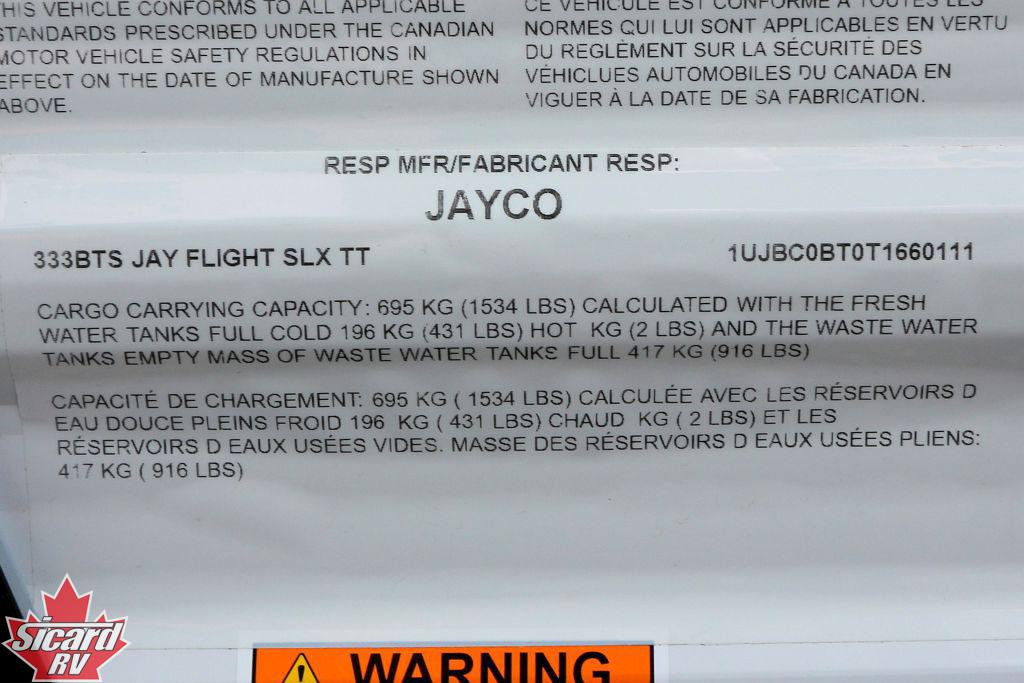 THIS VEHICLE CONFORMS TO ALL APPLICABLE
STANDARDS PRESCRIBED UNDER THE CANADIAN
MOTOR VEHICLE SAFETY REGULATIONS IN
EFFECT ON THE DATE OF MANUFACTURE SHOWN
ABOVE.
CE VÉHICULE EST CONFORME À TOUTES LES
NORMES QUI LUI SONT APPLICABLES EN VERTU
DU REGLÈMENT SUR LA SÉCURITÉ DES
VÉHICLUES AUTOMOBILES DU CANADA EN
VIGUER À LA DATE DE SA FABRICATION.
RESP MFR/FABRICANT RESP:
JAYCO
333BTS JAY FLIGHT SLX TT 1UJBC0BT0T1660111
CARGO CARRYING CAPACITY: 695 KG (1534 LBS) CALCULATED WITH THE FRESH
WATER TANKS FULL COLD 196 KG (431 LBS) HOT KG (2 LBS) AND THE WASTE WATER
TANKS EMPTY MASS OF WASTE WATER TANKS FULL 417 KG (916 LBS)
CAPACITÉ DE CHARGEMENT: 695 KG ( 1534 LBS) CALCULÉE AVEC LES RÉSERVOIRS D
EAU DOUCE PLEINS FROID 196 KG ( 431 LBS) CHAUD KG ( 2 LBS) ET LES
RÉSERVOIRS D EAUX USÉES VIDES. MASSE DES RÉSERVOIRS D EAUX USÉES PLIENS:
417 KG ( 916 LBS)
Sicard
RV
WARNING